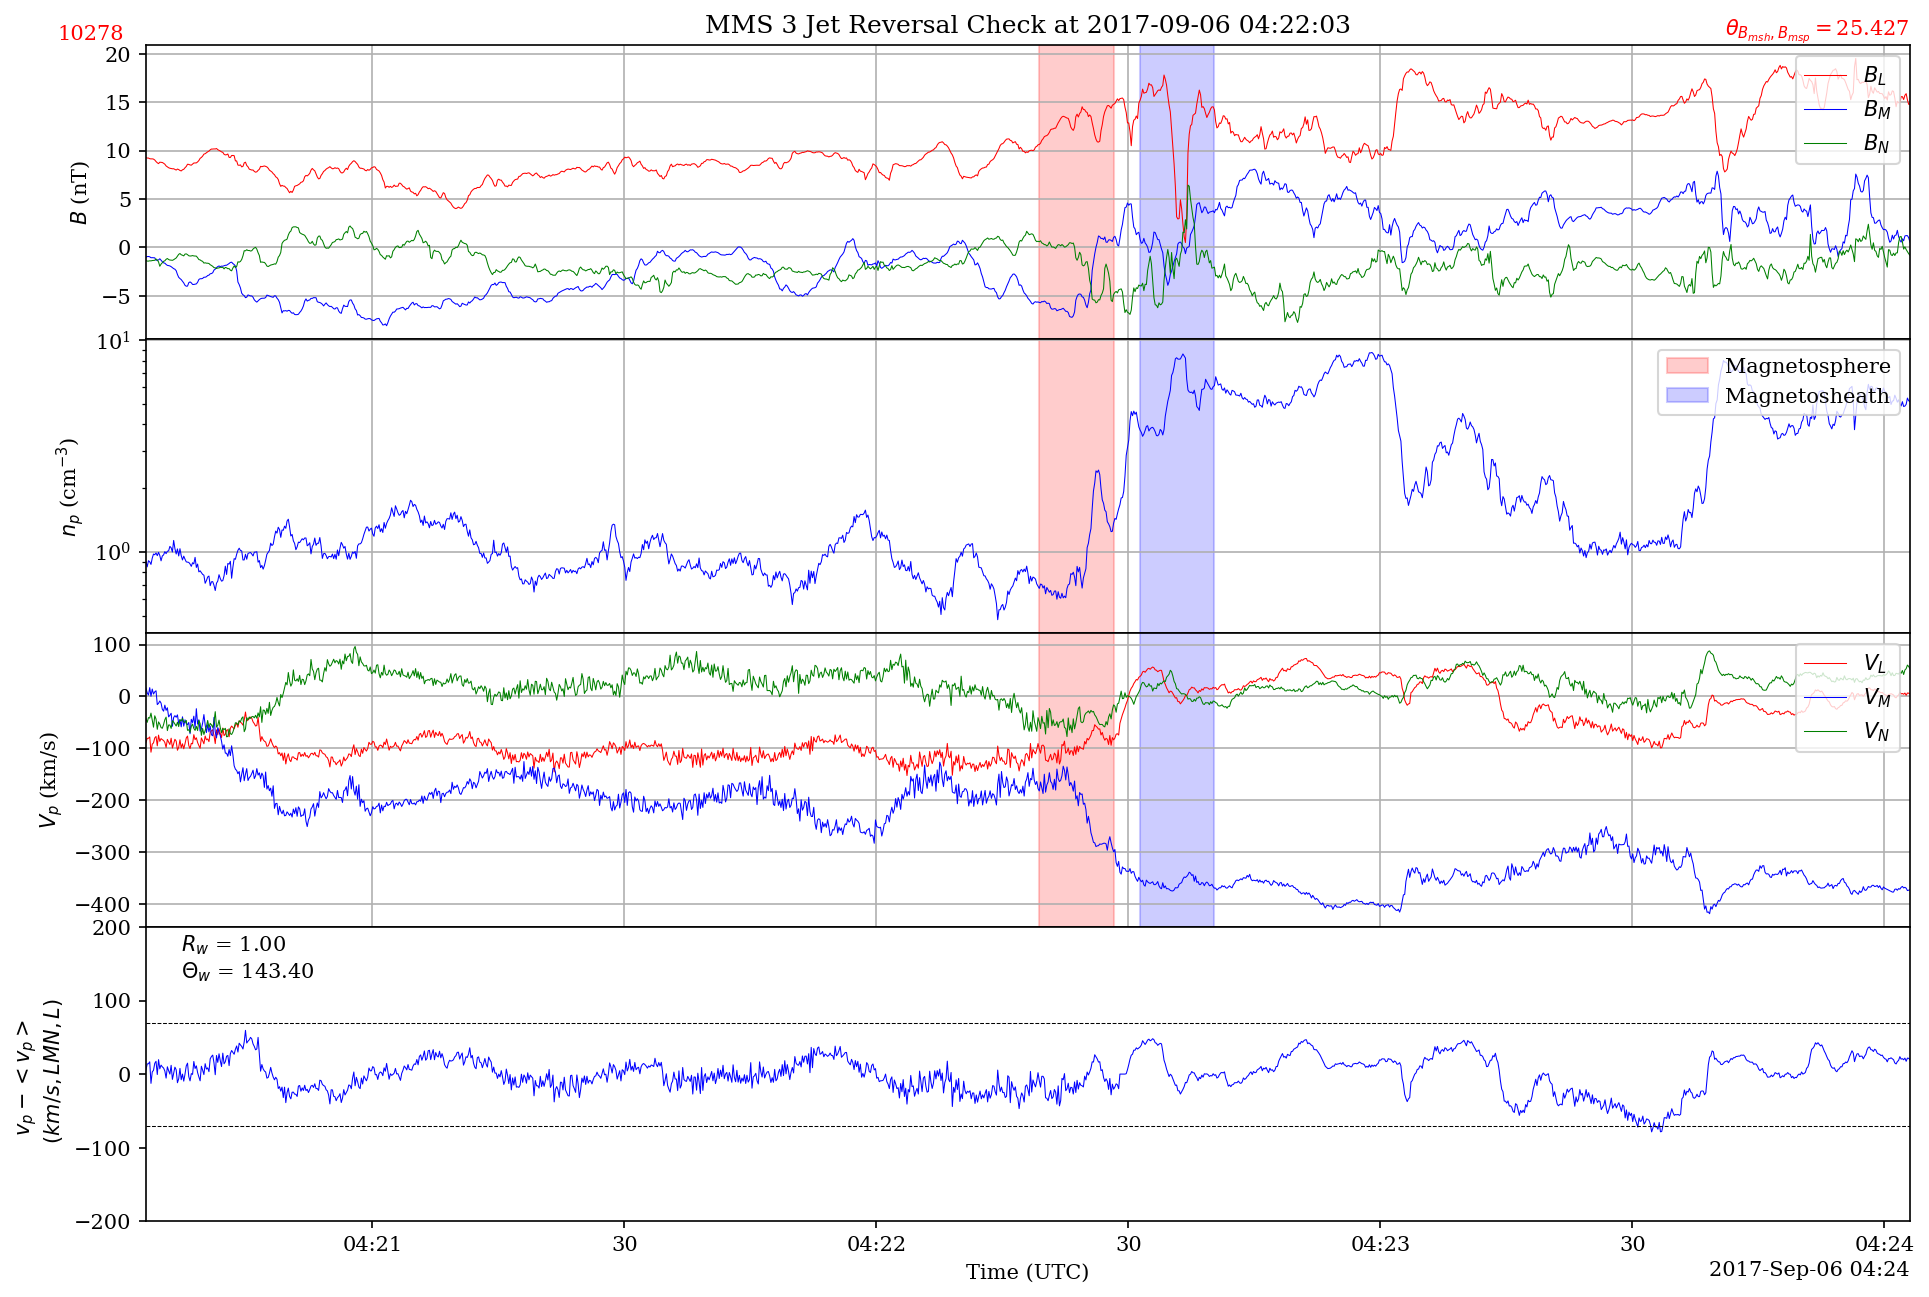 MMS 3 Jet Reversal Check at 2017-09-06 04:22:03
10278
θ_{B_{msh}, B_{msp}} = 25.427
20
15
10
5
0
−5
B (nT)
B_L
B_M
B_N
10^1
10^0
n_p (cm^{−3})
Magnetosphere
Magnetosheath
100
0
−100
−200
−300
−400
V_p (km/s)
V_L
V_M
V_N
200
100
0
−100
−200
v_p − < v_p >
(km/s, LMN, L)
R_w = 1.00
Θ_w = 143.40
04:21
30
04:22
30
04:23
30
04:24
Time (UTC)
2017-Sep-06 04:24